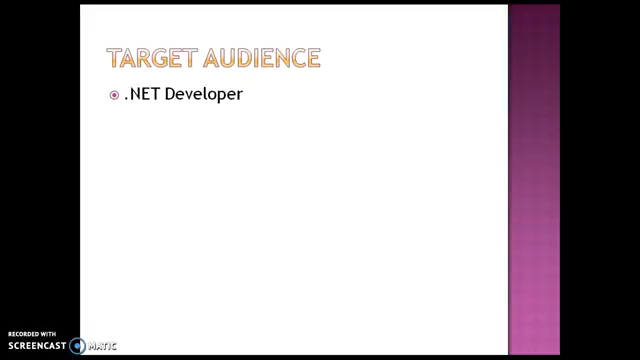 TARGET AUDIENCE
.NET Developer
RECORDED WITH
SCREENCAST MATIC